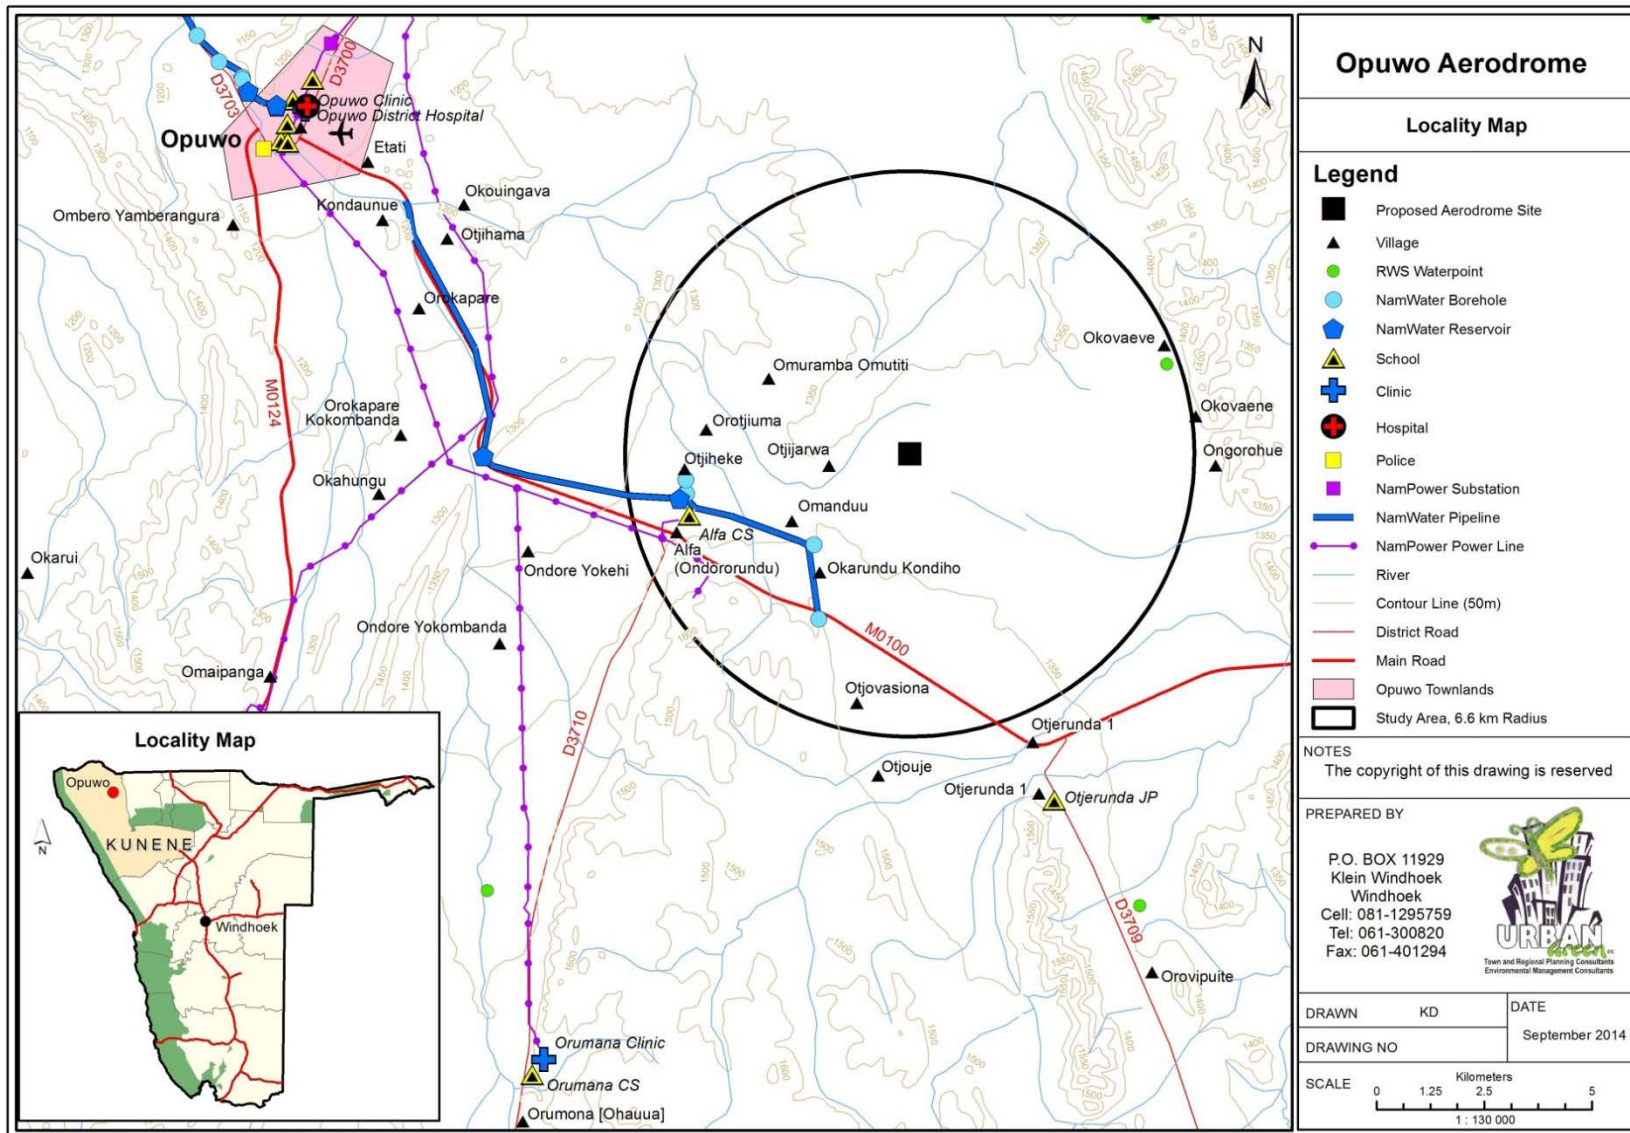 Opuwo Aerodrome
Locality Map
Legend
Proposed Aerodrome Site
Village
RWS Waterpoint
NamWater Borehole
NamWater Reservoir
School
Clinic
Hospital
Police
NamPower Substation
NamWater Pipeline
NamPower Power Line
River
Contour Line (50m)
District Road
Main Road
Opuwo Townlands
Study Area, 6.6 km Radius
NOTES
The copyright of this drawing is reserved
PREPARED BY
P.O. BOX 11929
Klein Windhoek
Windhoek
Cell: 081-1295759
Tel: 061-300820
Fax: 061-401294
URBAN
Green cc
Town and Regional Planning Consultants
Environmental Management Consultants
DRAWN KD
DATE
September 2014
DRAWING NO
SCALE
Kilometers
0 1.25 2.5 5
1 : 130 000
N
D3703
D3700
Opuwo Clinic
Opuwo District Hospital
Opuwo
Etati
Okouingava
Kondaunue
Ombero Yamberangura
Otjihama
Orokapare
M0124
Okovaeve
Omuramba Omutiti
Orokapare
Kokombanda
Orotjiuma
Okovaene
Otjijarwa
Otjiheke
Ongorohue
Okahungu
Omanduu
Alfa CS
Alfa
(Ondororundu)
Okarui
Ondore Yokehi
Okarundu Kondiho
Ondore Yokombanda
M0100
Omaipanga
Otjovasiona
D3710
Otjerunda 1
Otjouje
Otjerunda 1
Otjerunda JP
D3709
Orovipuite
Orumana Clinic
Orumana CS
Orumona [Ohauua]
Locality Map
Opuwo
N
KUNENE
Windhoek